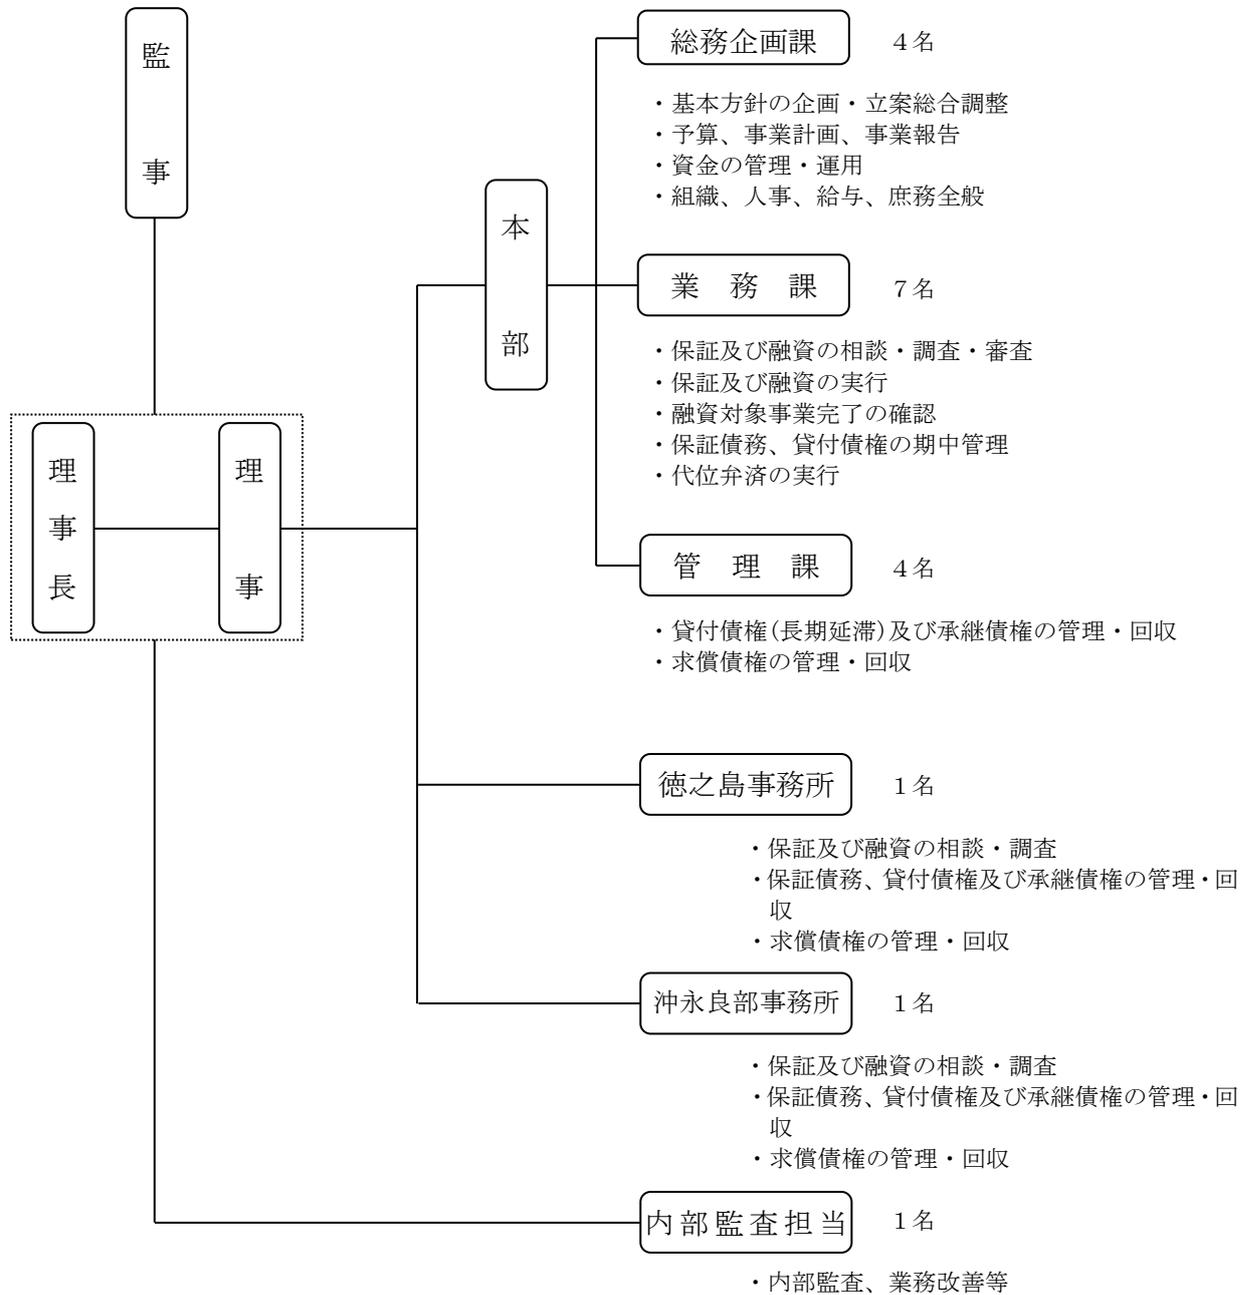 監事
総務企画課 4名
・基本方針の企画・立案総合調整
・予算、事業計画、事業報告
・資金の管理・運用
・組織、人事、給与、庶務全般
本部
業務課 7名
・保証及び融資の相談・調査・審査
・保証及び融資の実行
・融資対象事業完了の確認
・保証債務、貸付債権の期中管理
・代位弁済の実行
理事長
理事
管理課 4名
・貸付債権(長期延滞)及び承継債権の管理・回収
・求償債権の管理・回収
徳之島事務所 1名
・保証及び融資の相談・調査
・保証債務、貸付債権及び承継債権の管理・回
収
・求償債権の管理・回収
沖永良部事務所 1名
・保証及び融資の相談・調査
・保証債務、貸付債権及び承継債権の管理・回
収
・求償債権の管理・回収
内部監査担当 1名
・内部監査、業務改善等